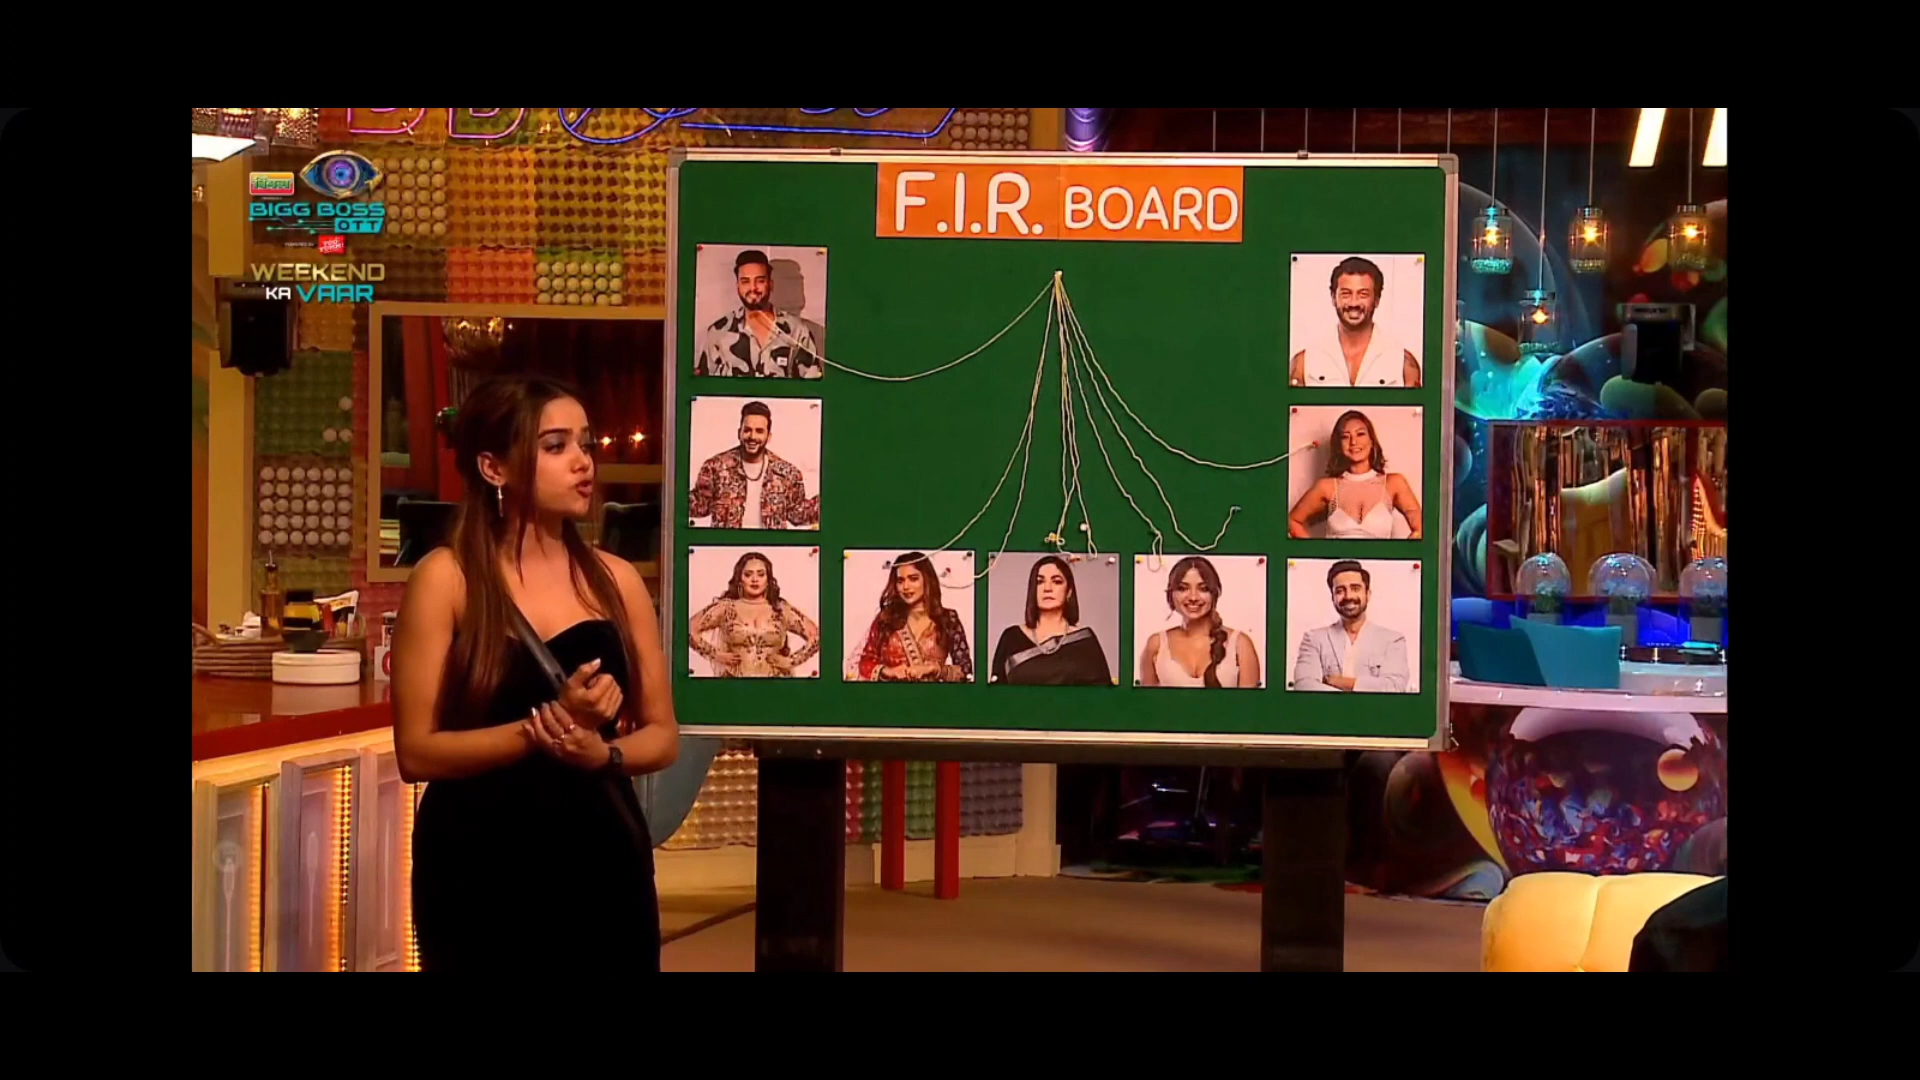 BIGG BOSS
OTT
WEEKEND
KA VAAR
F.I.R. BOARD